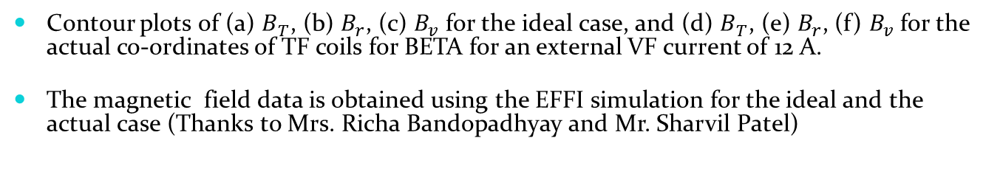 • Contour plots of (a) B_T, (b) B_r, (c) B_v for the ideal case, and (d) B_T, (e) B_r, (f) B_v for the
actual co-ordinates of TF coils for BETA for an external VF current of 12 A.
• The magnetic field data is obtained using the EFFI simulation for the ideal and the
actual case (Thanks to Mrs. Richa Bandopadhyay and Mr. Sharvil Patel)